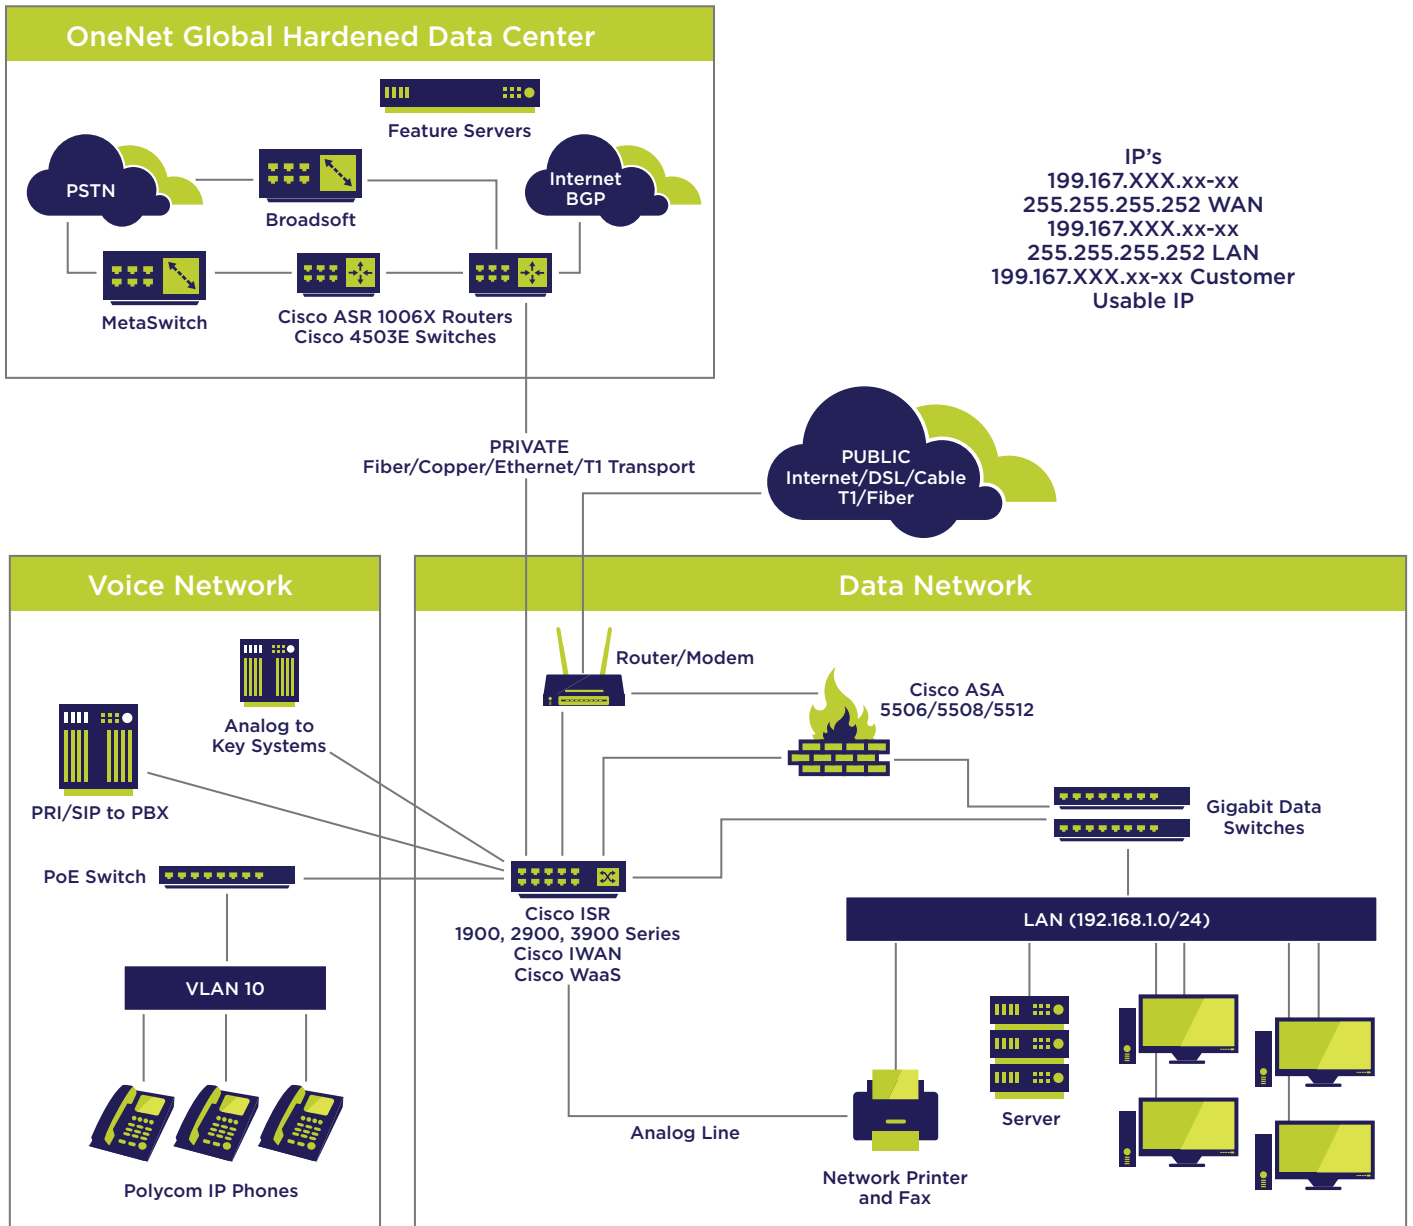 OneNet Global Hardened Data Center
Feature Servers
PSTN
Broadsoft
Internet
BGP
MetaSwitch
Cisco ASR 1006X Routers
Cisco 4503E Switches
IP's
199.167.XXX.xx-xx
255.255.255.252 WAN
199.167.XXX.xx-xx
255.255.255.252 LAN
199.167.XXX.xx-xx Customer
Usable IP
PRIVATE
Fiber/Copper/Ethernet/T1 Transport
PUBLIC
Internet/DSL/Cable
T1/Fiber
Voice Network
Analog to
Key Systems
PRI/SIP to PBX
PoE Switch
VLAN 10
Polycom IP Phones
Data Network
Router/Modem
Cisco ASA
5506/5508/5512
Gigabit Data
Switches
Cisco ISR
1900, 2900, 3900 Series
Cisco IWAN
Cisco WaaS
LAN (192.168.1.0/24)
Analog Line
Server
Network Printer
and Fax